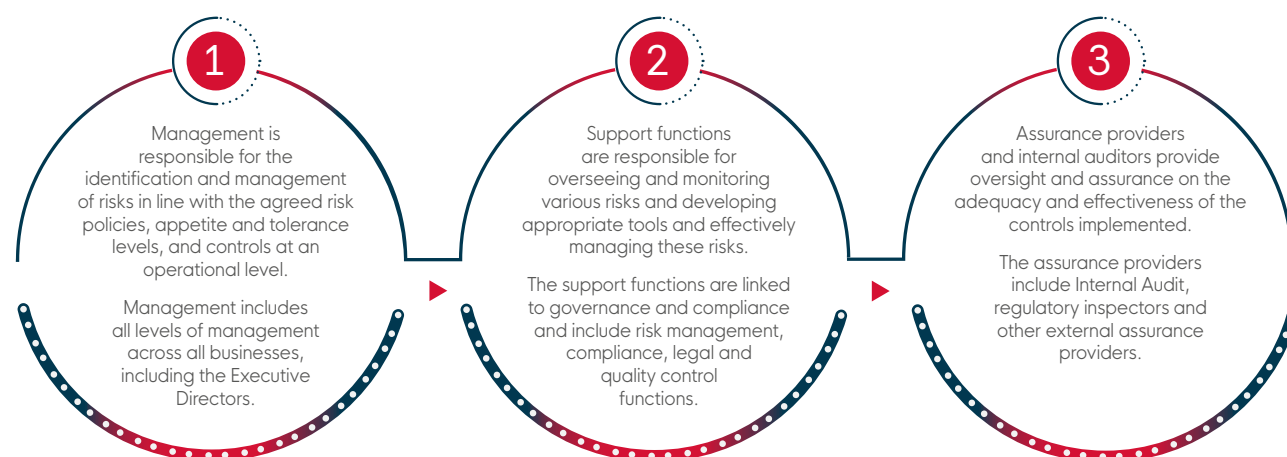 1
Management is
responsible for the
identification and management
of risks in line with the agreed risk
policies, appetite and tolerance
levels, and controls at an
operational level.
Management includes
all levels of management
across all businesses,
including the Executive
Directors.
2
Support functions
are responsible for
overseeing and monitoring
various risks and developing
appropriate tools and effectively
managing these risks.
The support functions are linked
to governance and compliance
and include risk management,
compliance, legal and
quality control
functions.
3
Assurance providers
and internal auditors provide
oversight and assurance on the
adequacy and effectiveness of the
controls implemented.
The assurance providers
include Internal Audit,
regulatory inspectors and
other external assurance
providers.